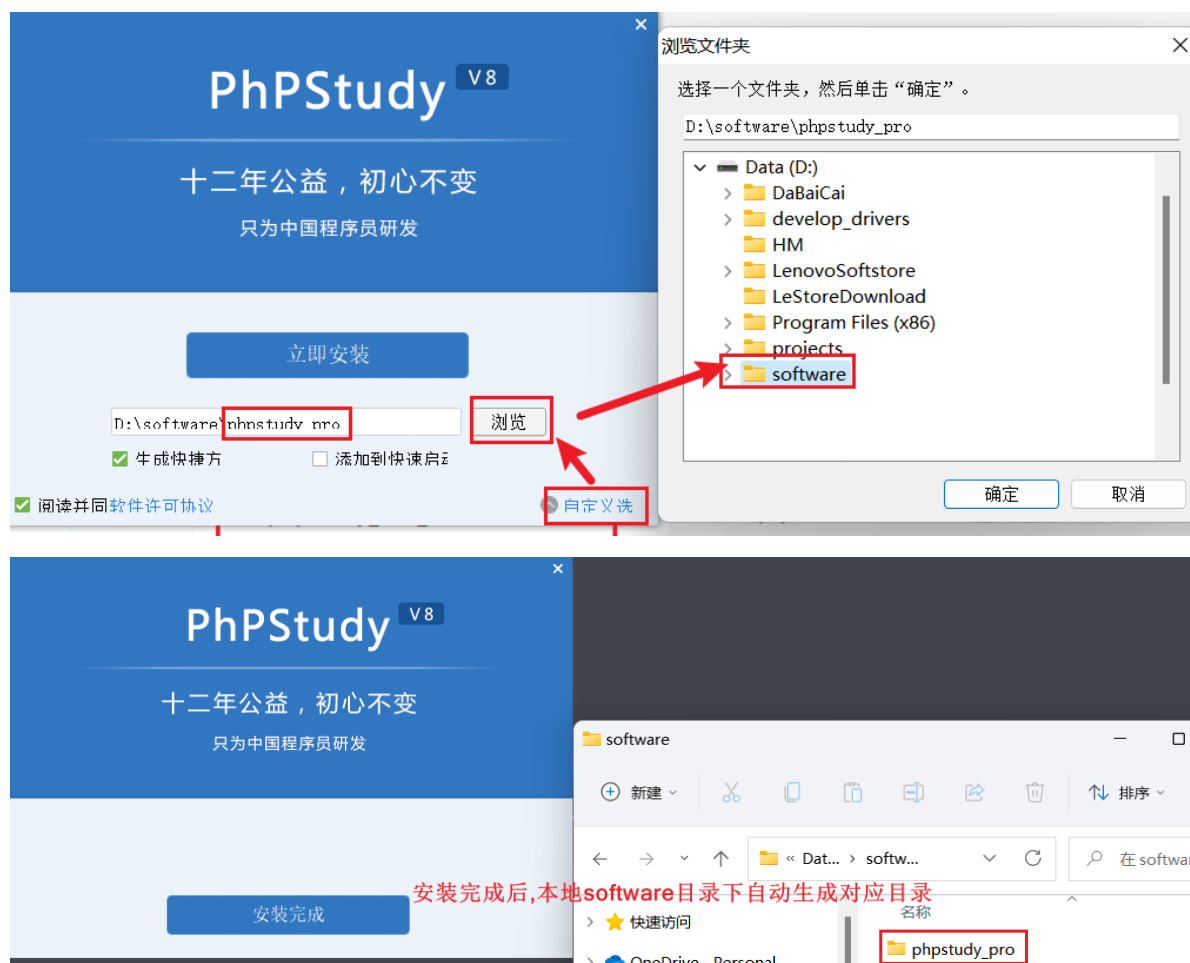 PhPStudy V8
十二年公益，初心不变
只为中国程序员研发
立即安装
D:\software\phpstudy_pro
浏览
生成快捷方
添加到快速启动
阅读并同软件许可协议
自定义选
浏览文件夹
选择一个文件夹，然后单击“确定”。
D:\software\phpstudy_pro
Data (D:)
DaBaiCai
develop_drivers
HM
LenovoSoftstore
LeStoreDownload
Program Files (x86)
projects
software
确定
取消
PhPStudy V8
十二年公益，初心不变
只为中国程序员研发
安装完成
software
新建
排序
« Dat... › softw...
在 softwa
安装完成后,本地software目录下自动生成对应目录
快速访问
名称
phpstudy_pro
OneDrive - Personal